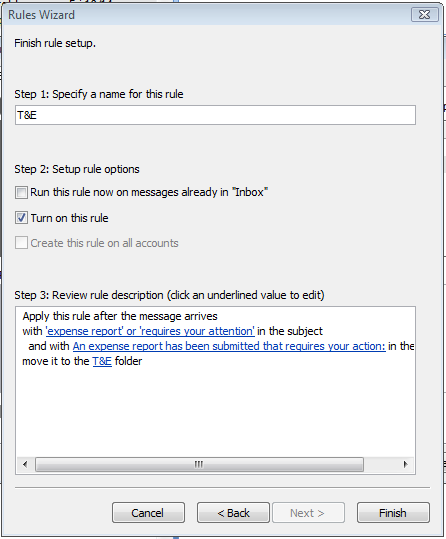 Rules Wizard
Finish rule setup.
Step 1: Specify a name for this rule
T&E
Step 2: Setup rule options
Run this rule now on messages already in "Inbox"
Turn on this rule
Create this rule on all accounts
Step 3: Review rule description (click an underlined value to edit)
Apply this rule after the message arrives
with 'expense report' or 'requires your attention' in the subject
and with An expense report has been submitted that requires your action: in the
move it to the T&E folder
Cancel
< Back
Next >
Finish